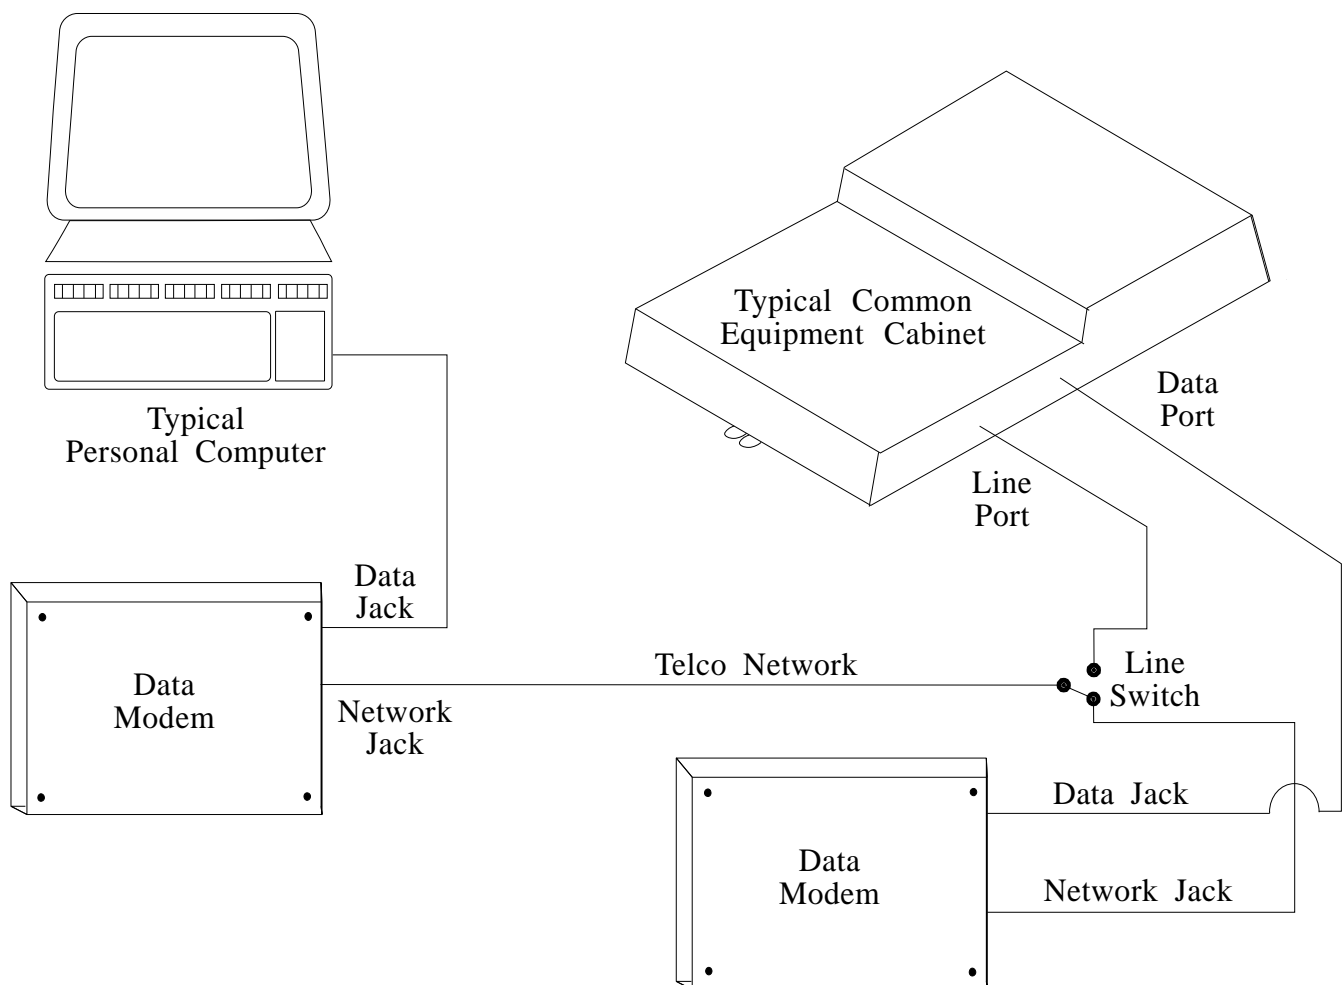 Typical Common
Equipment Cabinet
Data
Port
Typical
Personal Computer
Line
Port
Data
Jack
Telco Network
Line
Switch
Data
Modem
Network
Jack
Data Jack
Data
Modem
Network Jack